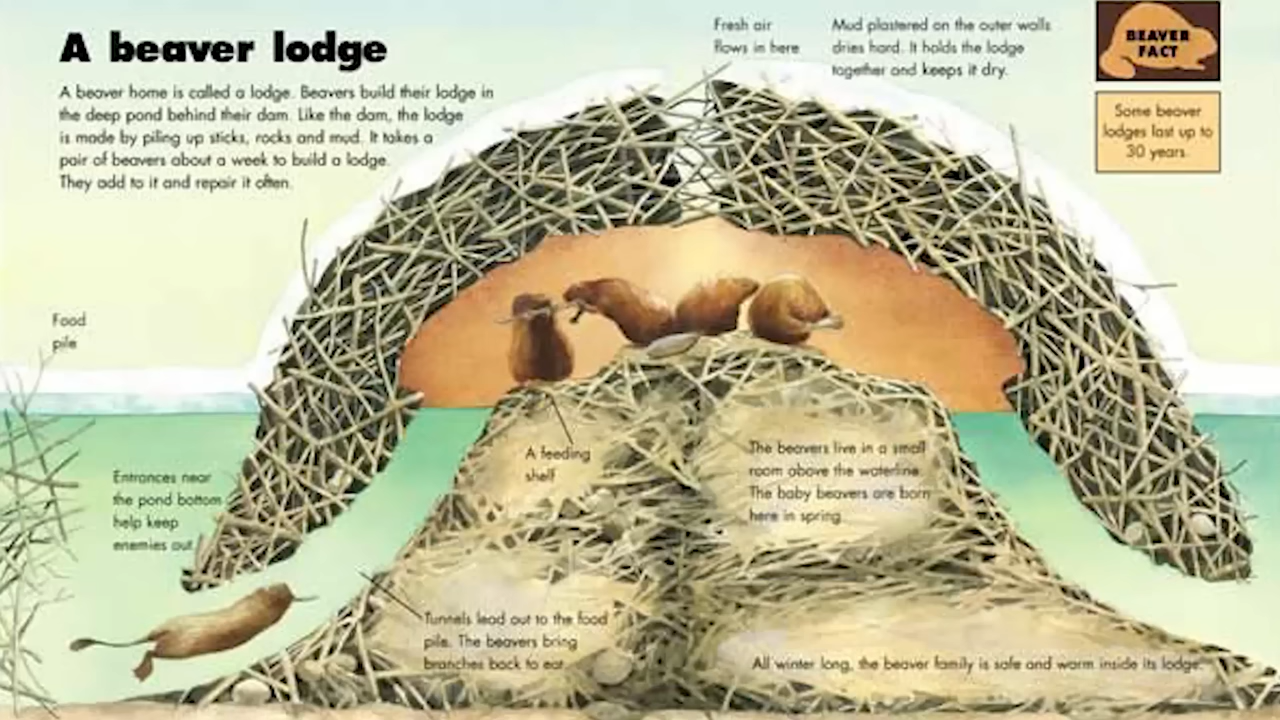 A beaver lodge
A beaver home is called a lodge. Beavers build their lodge in
the deep pond behind their dam. Like the dam, the lodge
is made by piling up sticks, rocks and mud. It takes a
pair of beavers about a week to build a lodge.
They add to it and repair it often.
Fresh air
flows in here
Mud plastered on the outer walls
dries hard. It holds the lodge
together and keeps it dry.
BEAVER
FACT
Some beaver
lodges last up to
30 years.
Food
pile
Entrances near
the pond bottom
help keep
enemies out.
A feeding
shelf
The beavers live in a small
room above the waterline.
The baby beavers are born
here in spring.
Tunnels lead out to the food
pile. The beavers bring
branches back to eat.
All winter long, the beaver family is safe and warm inside its lodge.